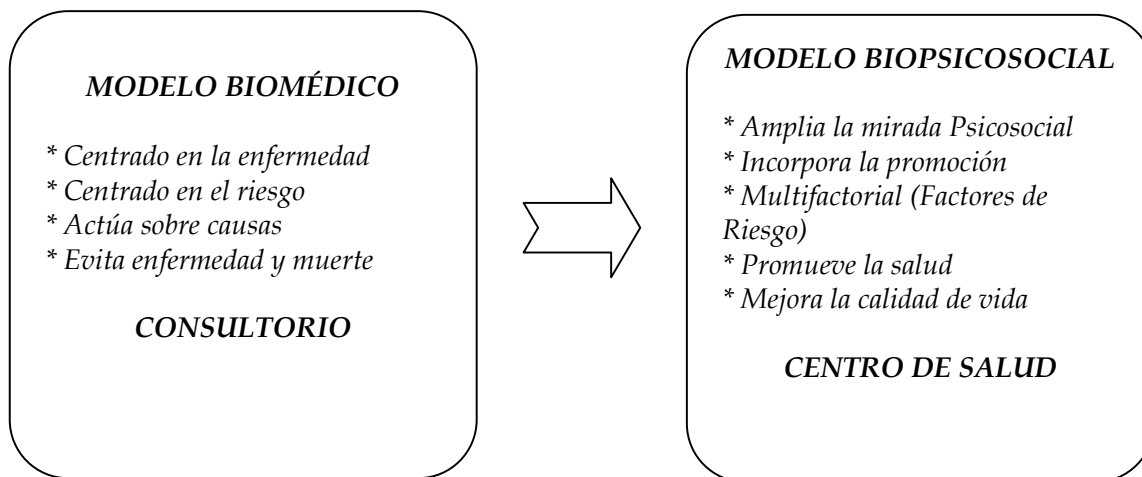 MODELO BIOMÉDICO
* Centrado en la enfermedad
* Centrado en el riesgo
* Actúa sobre causas
* Evita enfermedad y muerte
CONSULTORIO
MODELO BIOPSICOSOCIAL
* Amplia la mirada Psicosocial
* Incorpora la promoción
* Multifactorial (Factores de
Riesgo)
* Promueve la salud
* Mejora la calidad de vida
CENTRO DE SALUD